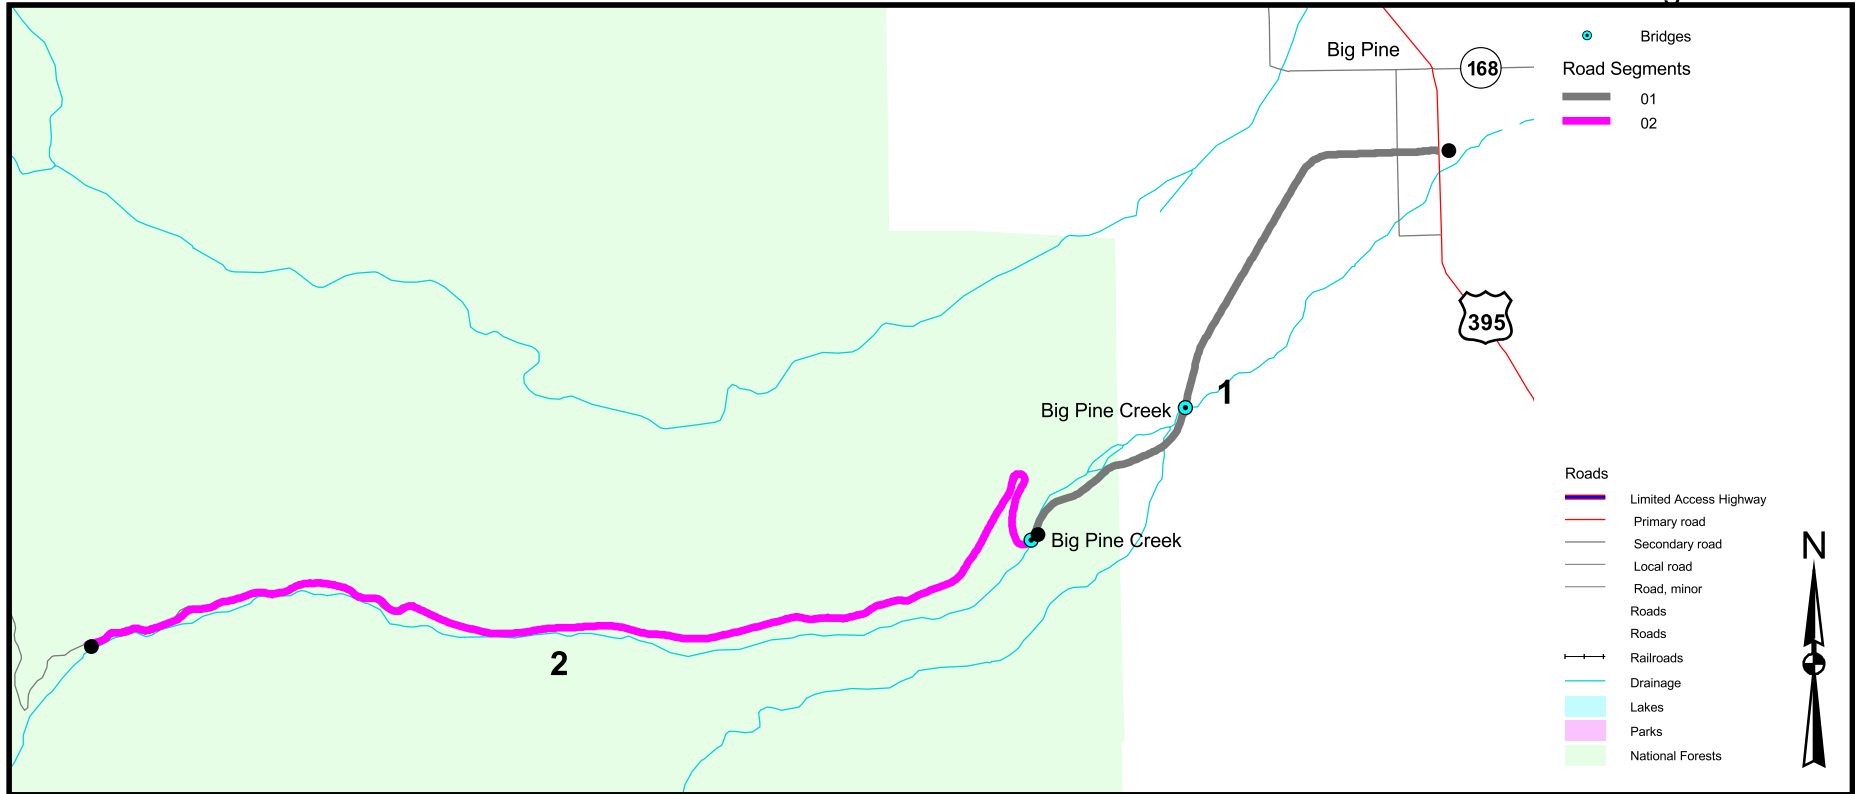 Bridges
Big Pine
168
Road Segments
01
02
395
1
Big Pine Creek
Big Pine Creek
2
Roads
Limited Access Highway
Primary road
Secondary road
Local road
Road, minor
Roads
Roads
Railroads
Drainage
Lakes
Parks
National Forests
N